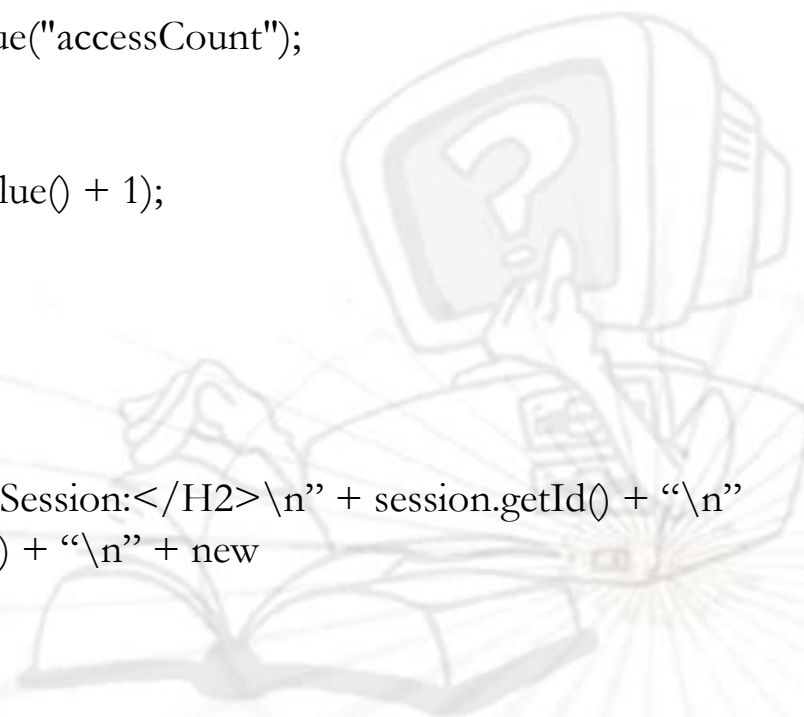 ue("accessCount");
lue() + 1);
Session:</H2>\n” + session.getId() + “\n”
) + “\n” + new